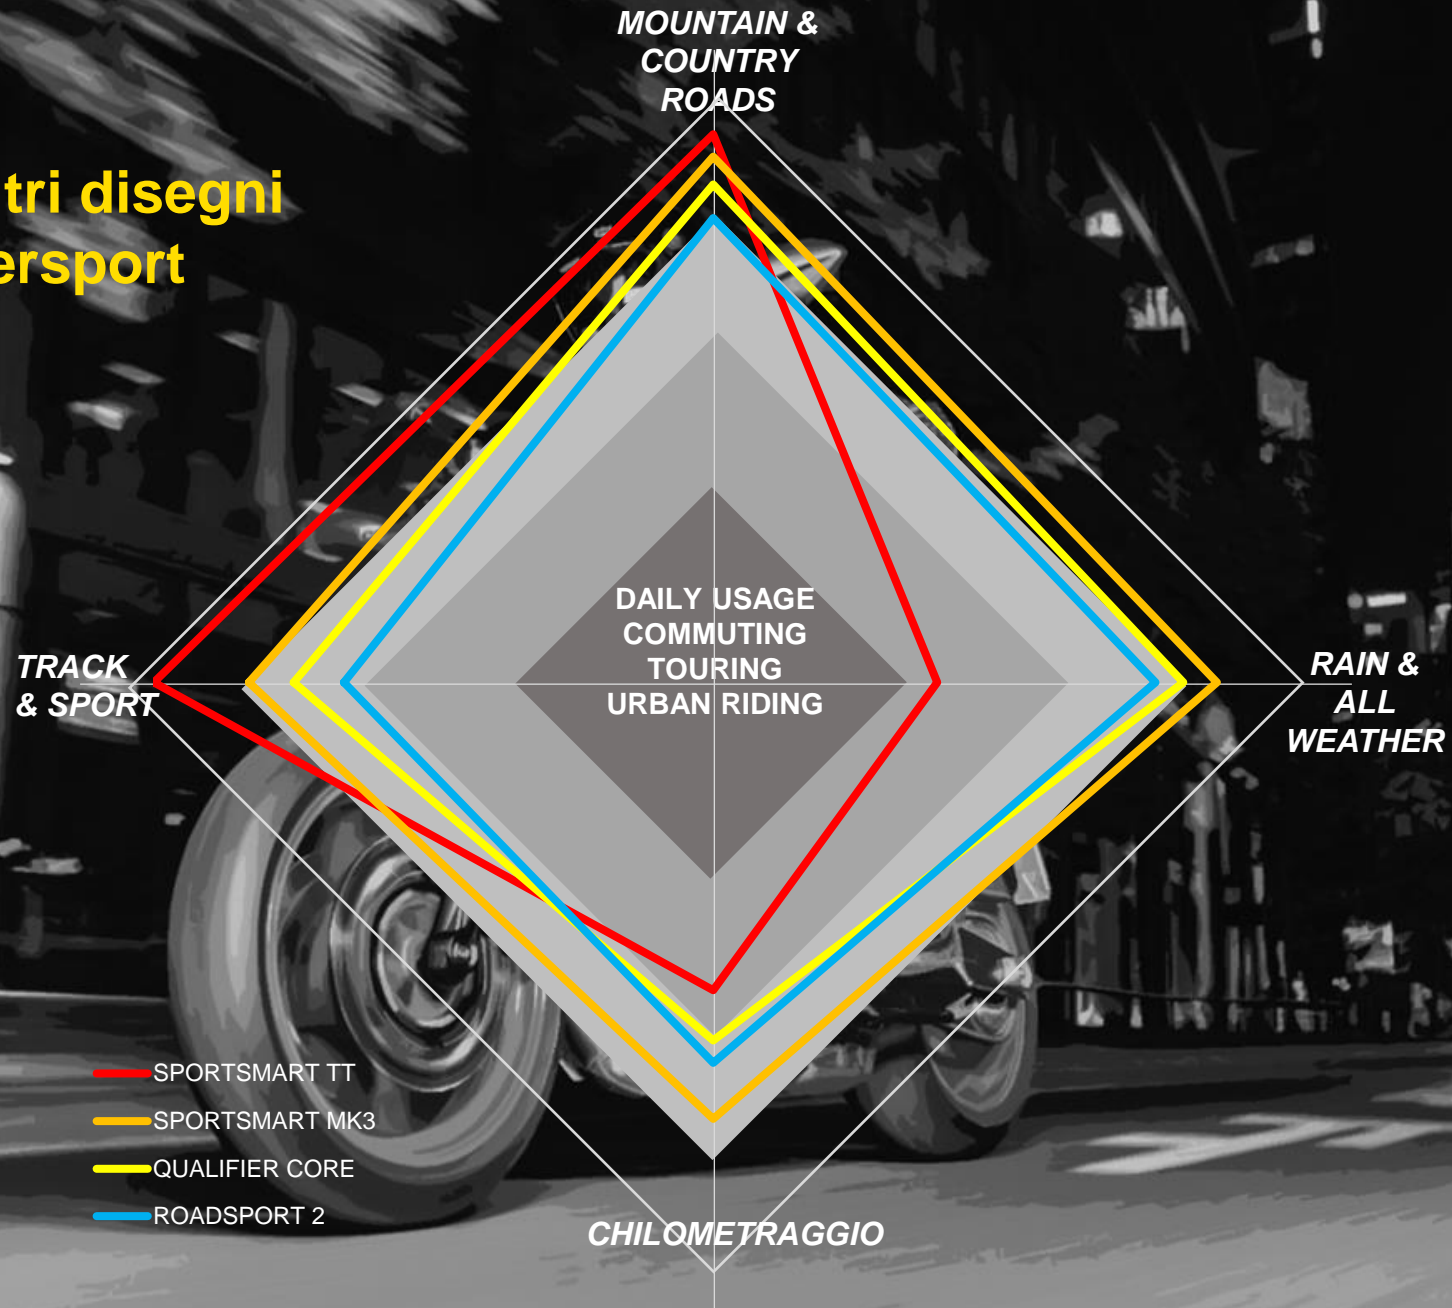 MOUNTAIN &
COUNTRY
ROADS
tri disegni
ersport
DAILY USAGE
COMMUTING
TOURING
URBAN RIDING
TRACK
& SPORT
RAIN &
ALL
WEATHER
SPORTSMART TT
SPORTSMART MK3
QUALIFIER CORE
ROADSPORT 2
CHILOMETRAGGIO